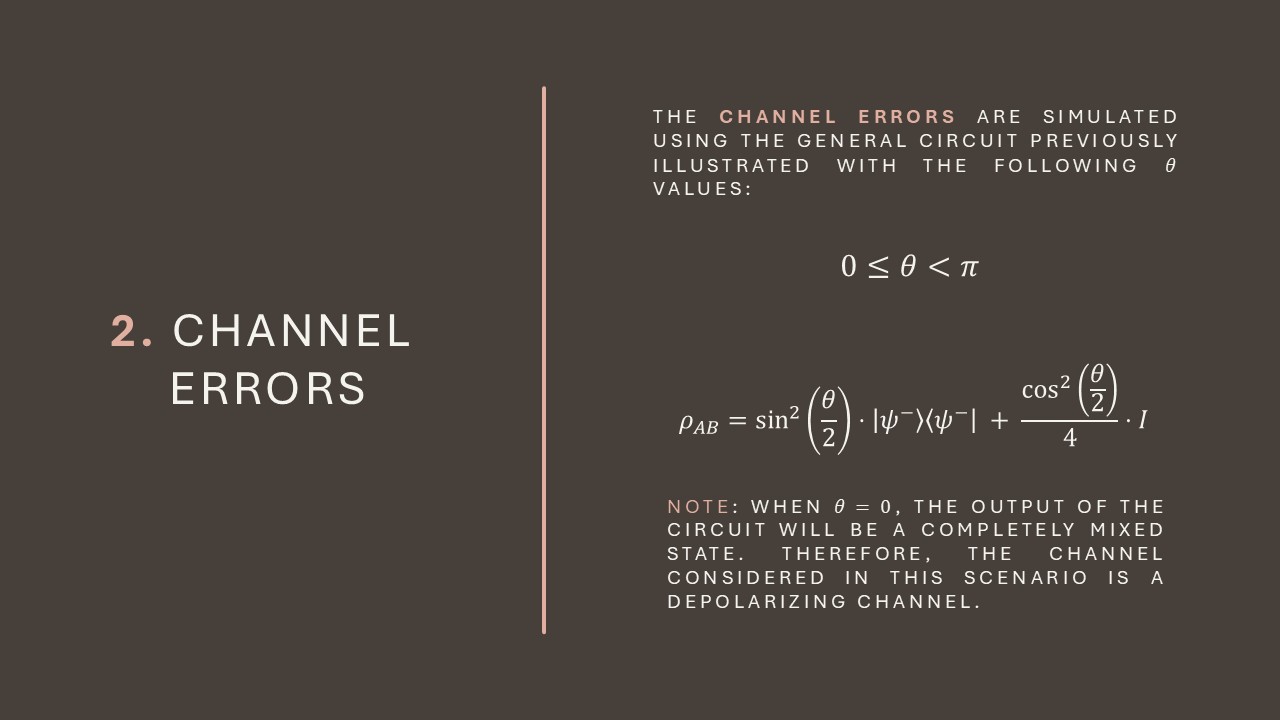 2. CHANNEL
ERRORS
THE CHANNEL ERRORS ARE SIMULATED
USING THE GENERAL CIRCUIT PREVIOUSLY
ILLUSTRATED WITH THE FOLLOWING θ
VALUES:
0 ≤ θ < π
ρ_AB = sin²(θ/2) · |ψ⁻⟩⟨ψ⁻| + cos²(θ/2)/4 · I
NOTE: WHEN θ = 0, THE OUTPUT OF THE
CIRCUIT WILL BE A COMPLETELY MIXED
STATE. THEREFORE, THE CHANNEL
CONSIDERED IN THIS SCENARIO IS A
DEPOLARIZING CHANNEL.